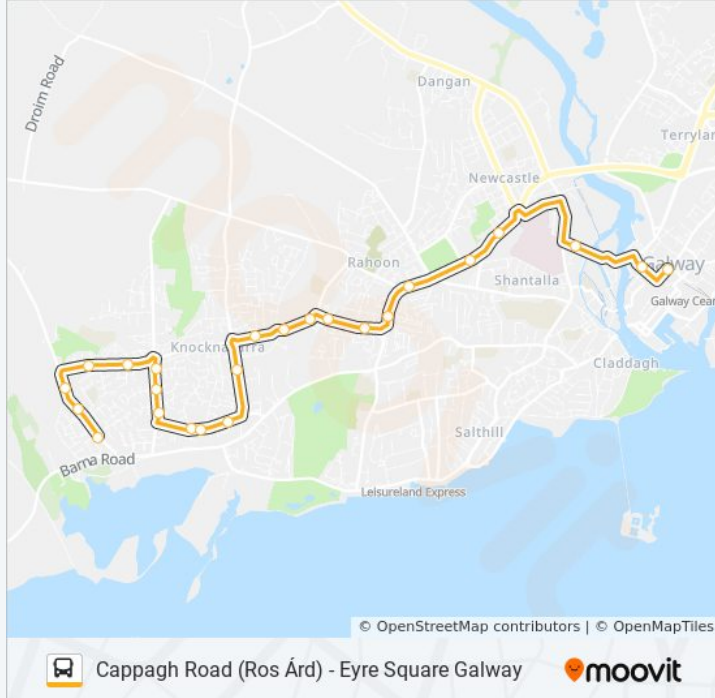 Droim Road
Dangan
Terrylan
Newcastle
Rahoon
Galway
Shantalla
Galway Cean
Knocknacarra
Claddagh
Salthill
Barna Road
Leisureland Express
© OpenStreetMap contributors | © OpenMapTiles
Cappagh Road (Ros Árd) - Eyre Square Galway
moovit